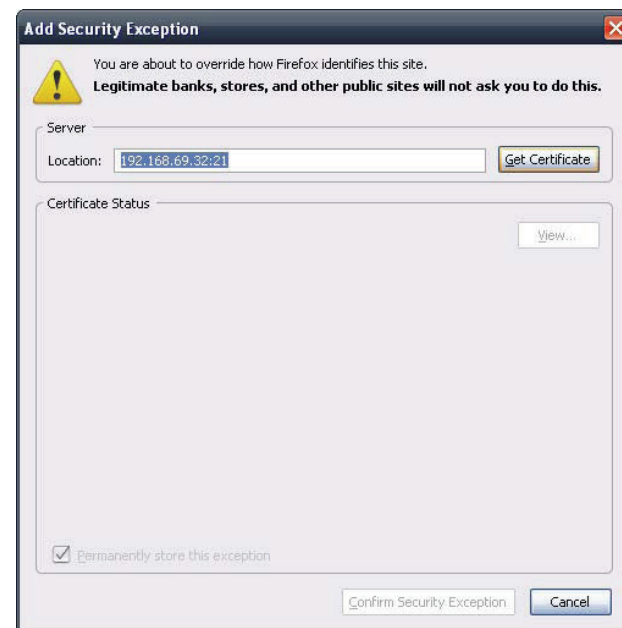 Add Security Exception
You are about to override how Firefox identifies this site.
Legitimate banks, stores, and other public sites will not ask you to do this.
Server
Location: 192.168.69.32:21 Get Certificate
Certificate Status
View...
Permanently store this exception
Confirm Security Exception Cancel